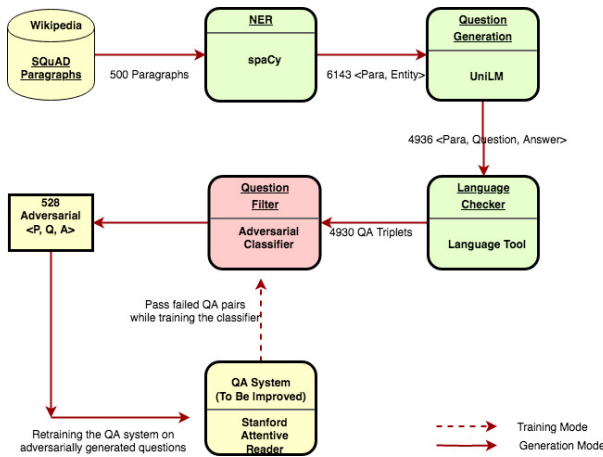 Wikipedia
SQuAD
Paragraphs
500 Paragraphs
NER
spaCy
6143 <Para, Entity>
Question
Generation
UniLM
4936 <Para, Question, Answer>
Language
Checker
Language Tool
4930 QA Triplets
Question
Filter
Adversarial
Classifier
528
Adversarial
<P, Q, A>
Pass failed QA pairs
while training the classifier
QA System
(To Be Improved)
Stanford
Attentive
Reader
Retraining the QA system on
adversarially generated questions
Training Mode
Generation Mode